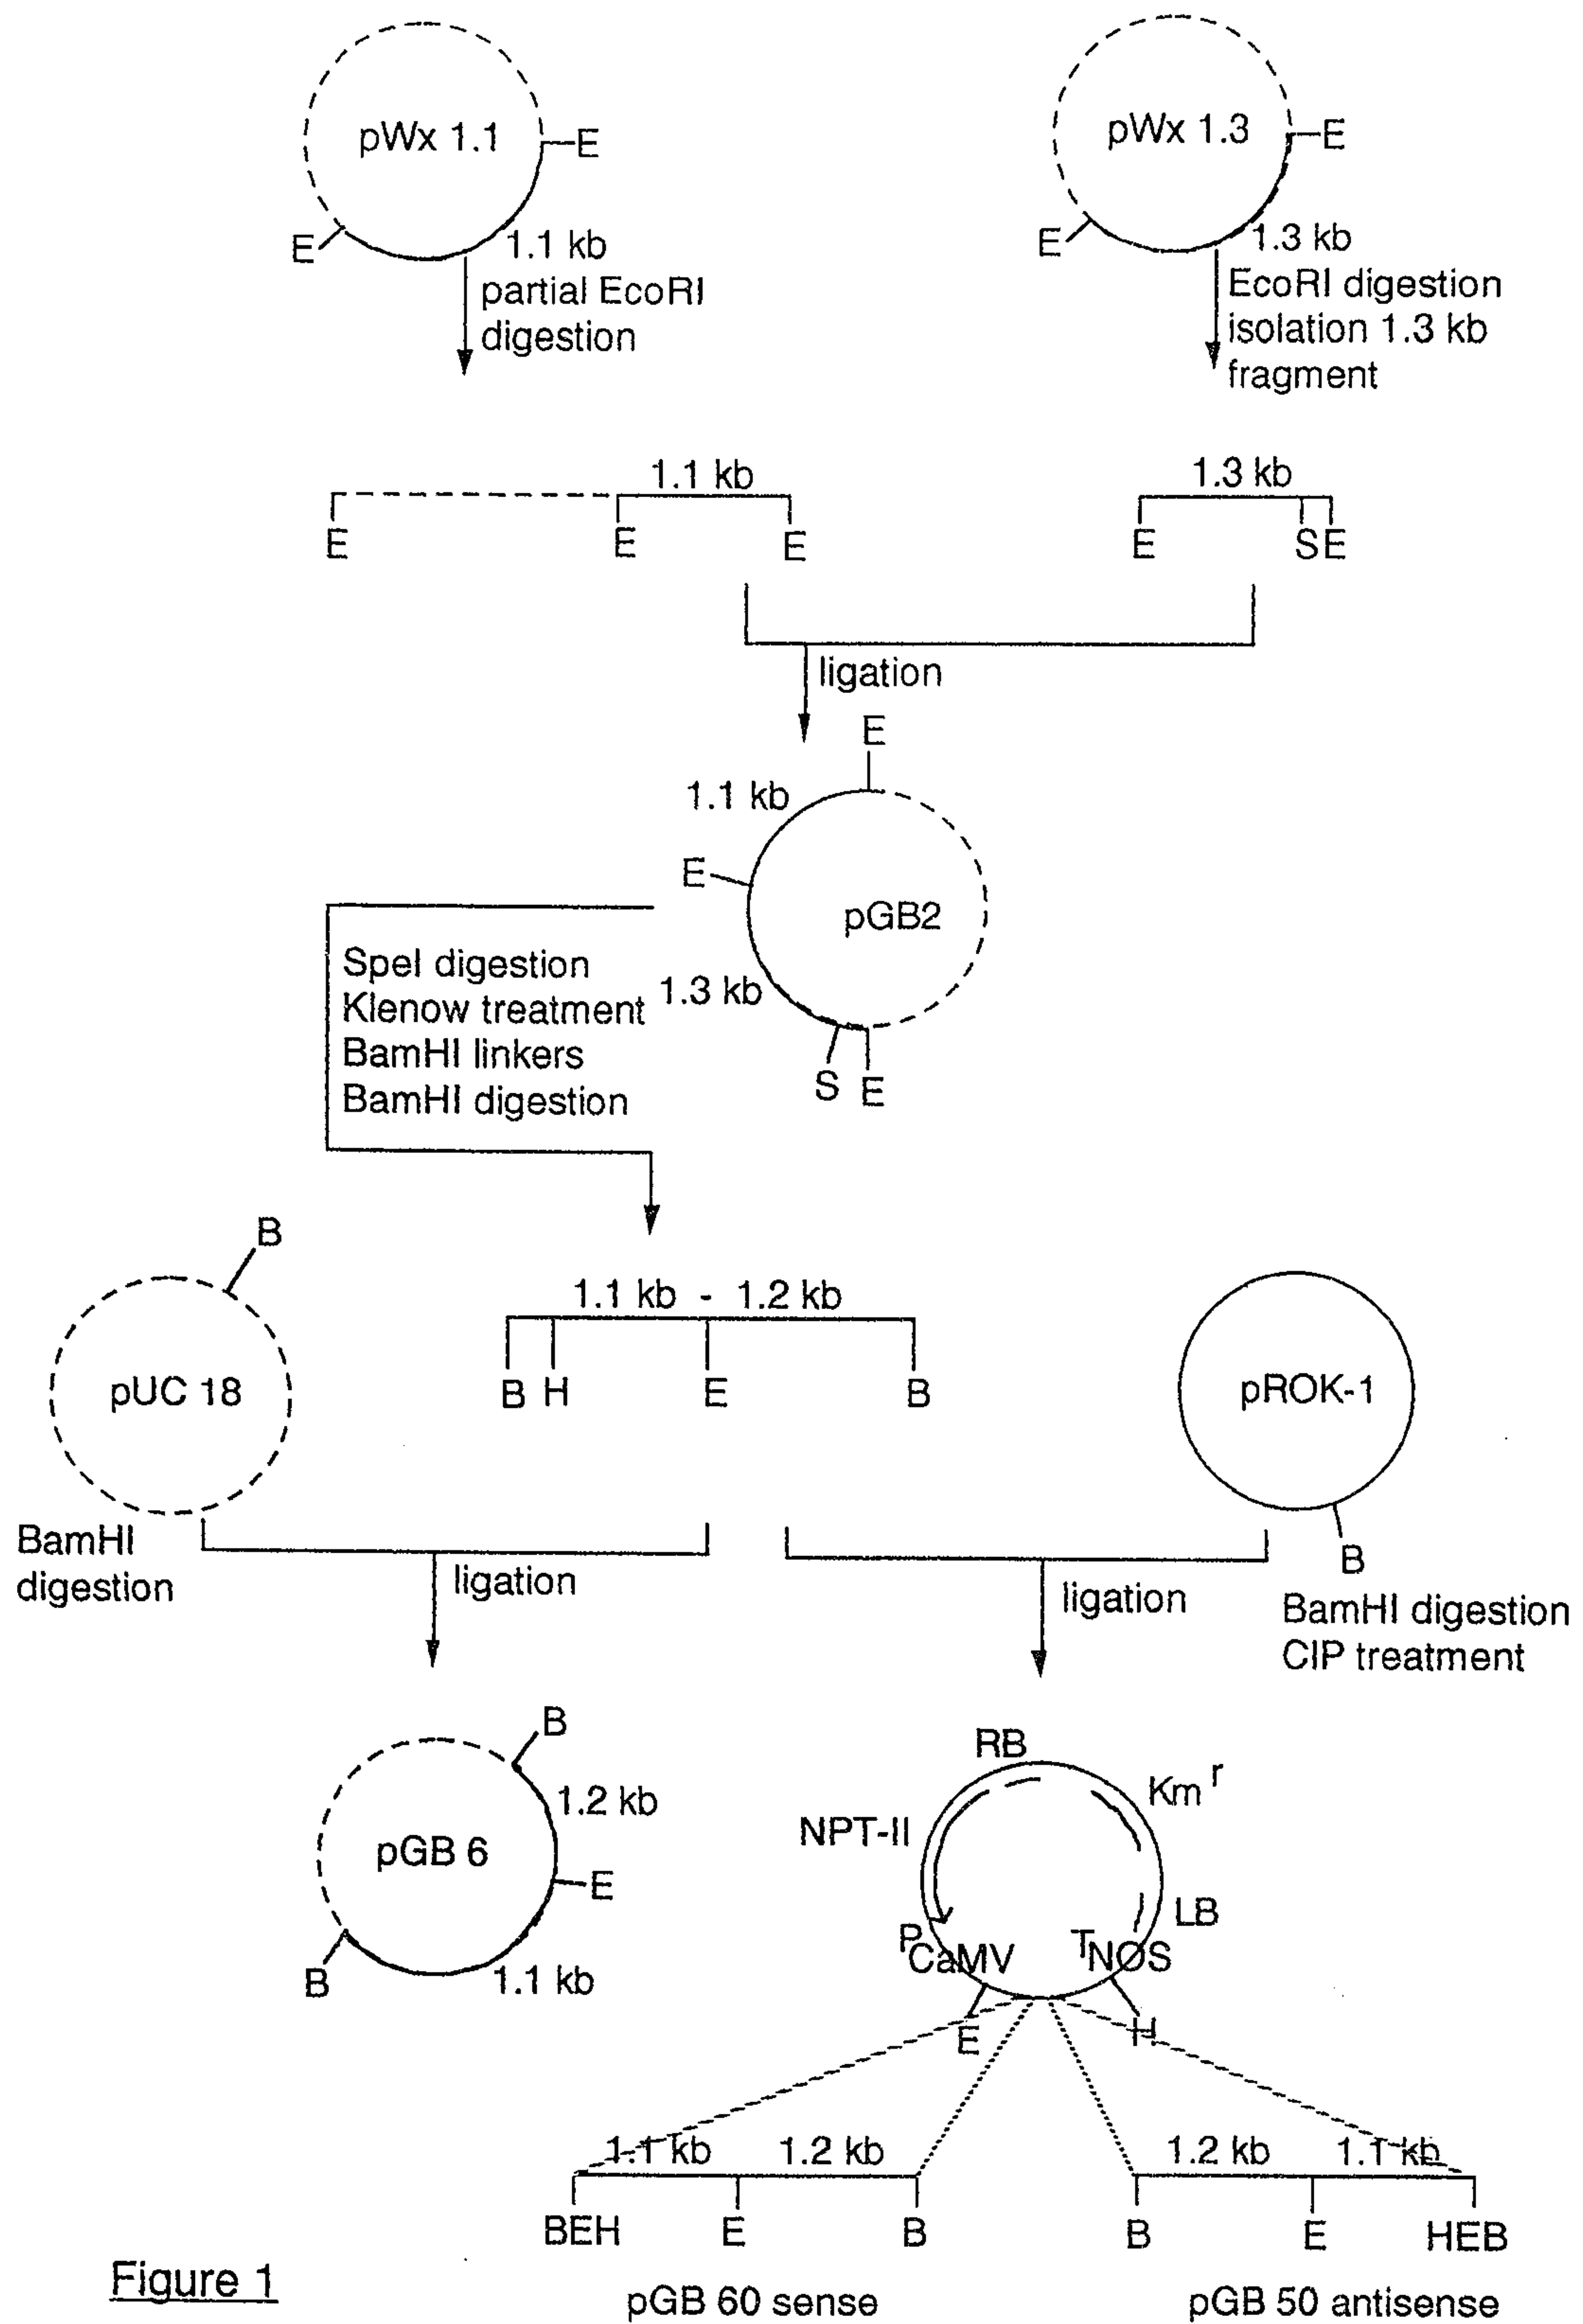 pWx 1.1
E
E
1.1 kb
partial EcoRI
digestion
pWx 1.3
E
E
1.3 kb
EcoRI digestion
isolation 1.3 kb
fragment
1.1 kb
E E E
1.3 kb
E S E
ligation
E
1.1 kb
E
pGB2
1.3 kb
S E
SpeI digestion
Klenow treatment
BamHI linkers
BamHI digestion
B
pUC 18
BamHI
digestion
1.1 kb - 1.2 kb
B H E B
pROK-1
B
BamHI digestion
CIP treatment
ligation
ligation
B
1.2 kb
pGB 6
E
B
1.1 kb
RB
Km r
NPT-II
LB
PCaMV
TNOS
E
H
1.1 kb 1.2 kb
BEH E B
1.2 kb 1.1 kb
B E HEB
pGB 60 sense
pGB 50 antisense
Figure 1